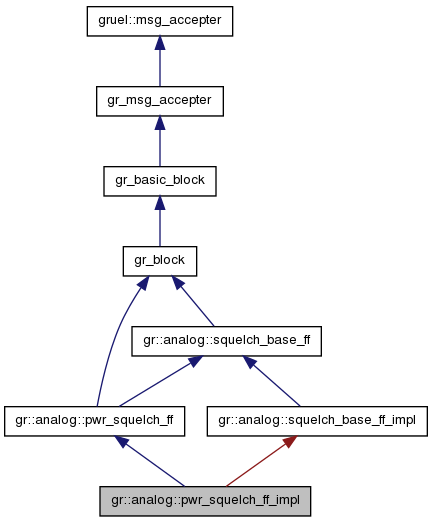 gruel::msg_accepter
gr_msg_accepter
gr_basic_block
gr_block
gr::analog::squelch_base_ff
gr::analog::pwr_squelch_ff
gr::analog::squelch_base_ff_impl
gr::analog::pwr_squelch_ff_impl